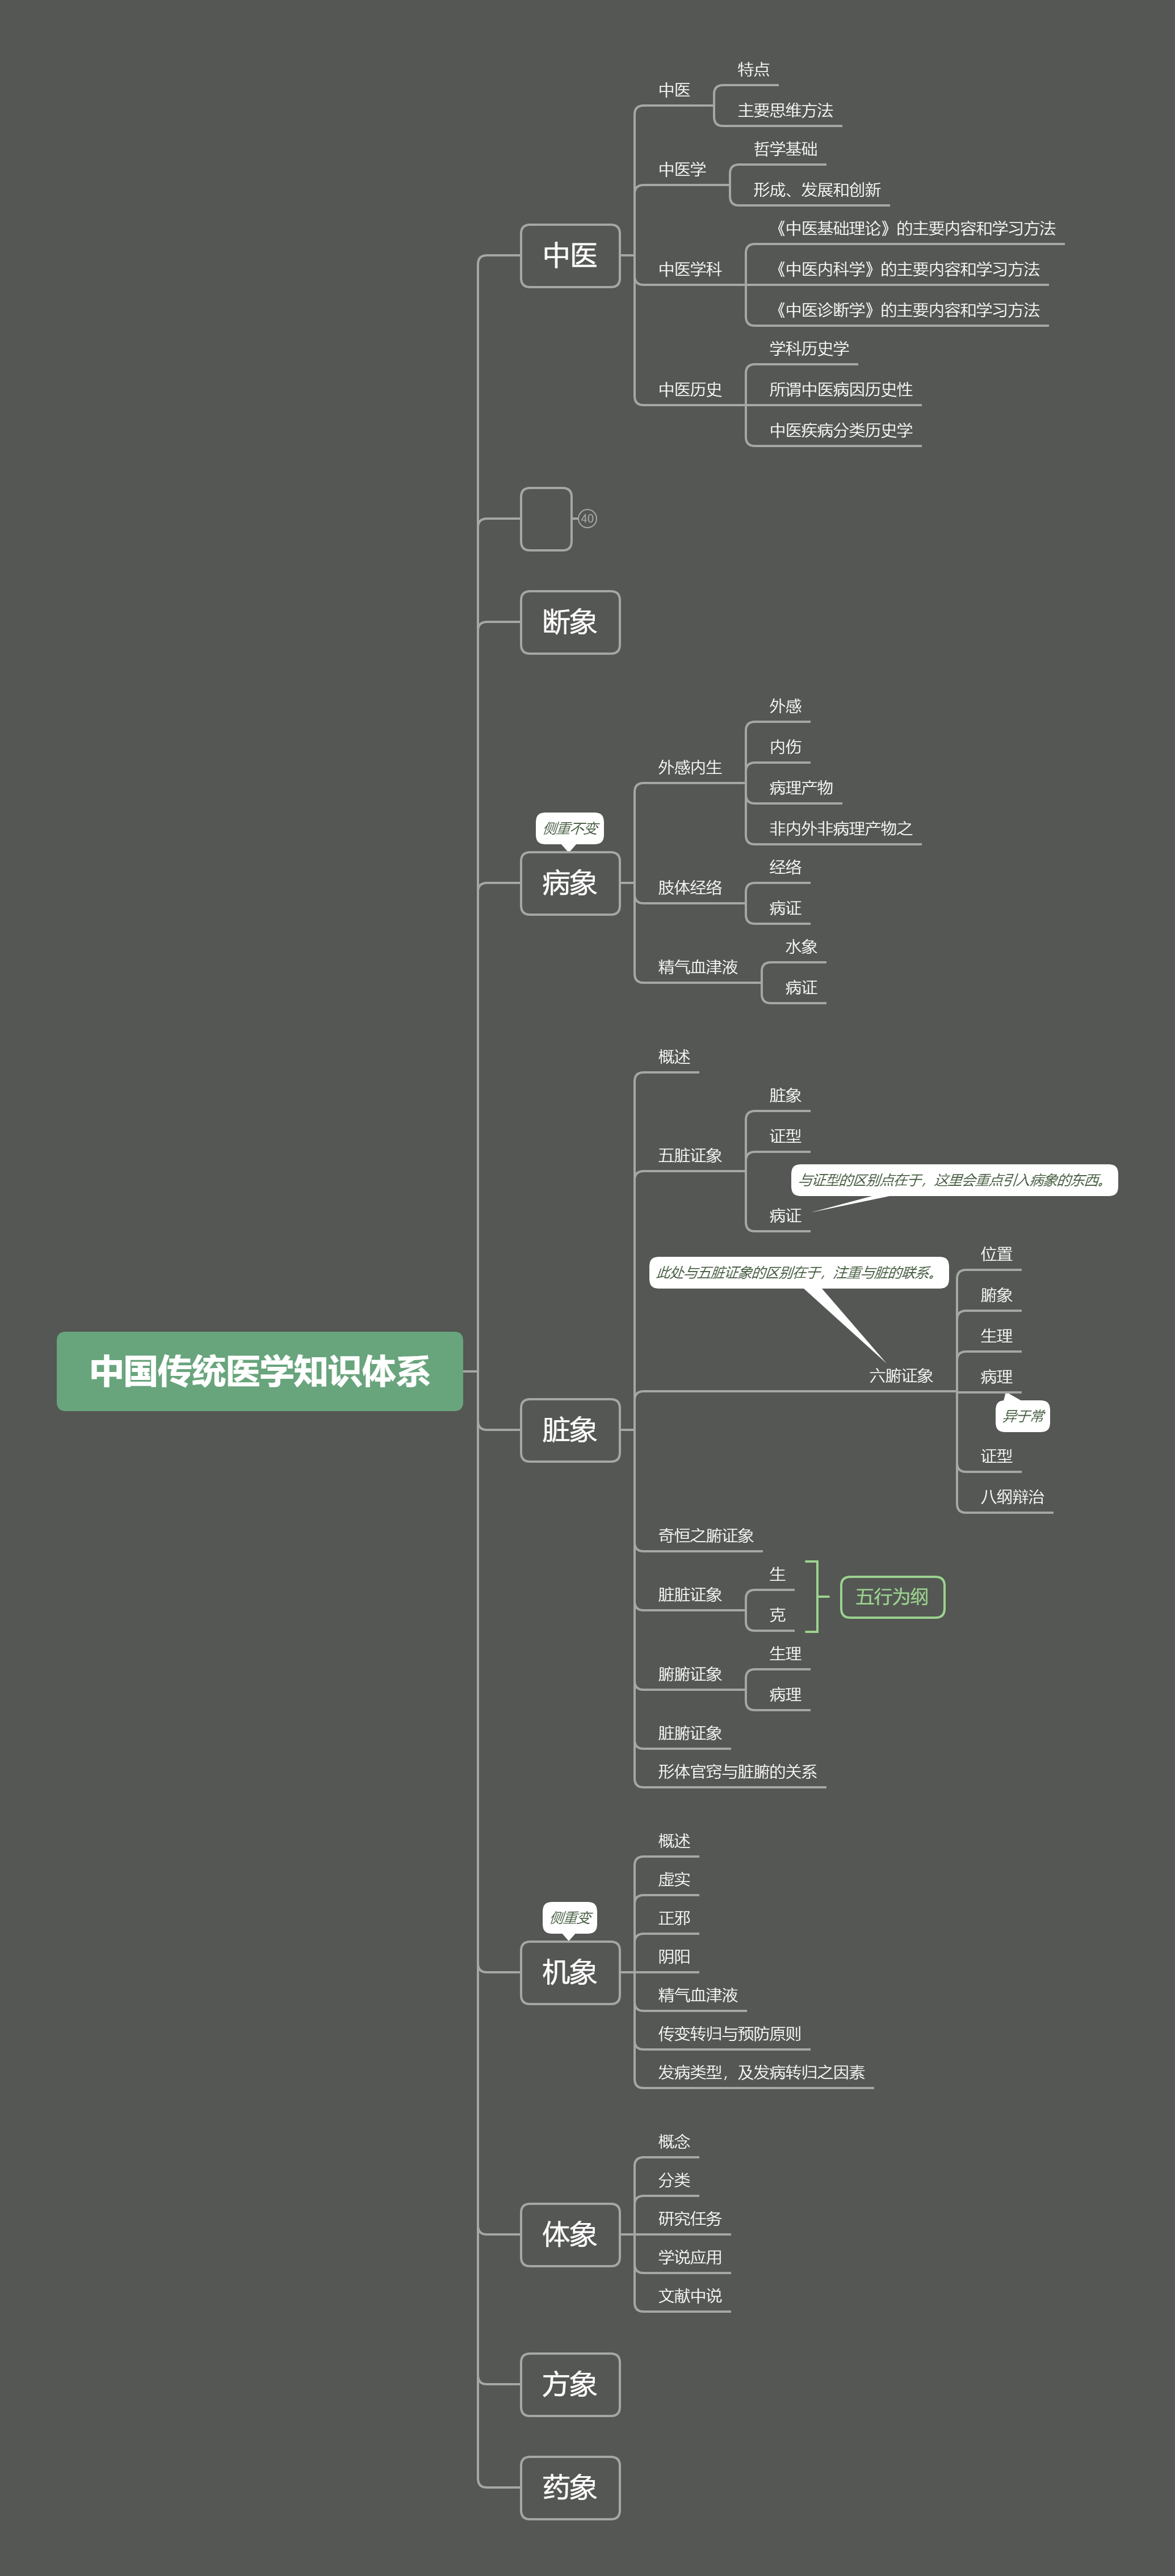 中国传统医学知识体系
中医
中医
特点
主要思维方法
中医学
哲学基础
形成、发展和创新
中医学科
《中医基础理论》的主要内容和学习方法
《中医内科学》的主要内容和学习方法
《中医诊断学》的主要内容和学习方法
中医历史
学科历史学
所谓中医病因历史性
中医疾病分类历史学
40
断象
侧重不变
病象
外感内生
外感
内伤
病理产物
非内外非病理产物之
肢体经络
经络
病证
精气血津液
水象
病证
脏象
概述
五脏证象
脏象
证型
与证型的区别点在于，这里会重点引入病象的东西。
病证
此处与五脏证象的区别在于，注重与脏的联系。
六腑证象
位置
腑象
生理
病理
异于常
证型
八纲辩治
奇恒之腑证象
脏脏证象
生
克
五行为纲
腑腑证象
生理
病理
脏腑证象
形体官窍与脏腑的关系
侧重变
机象
概述
虚实
正邪
阴阳
精气血津液
传变转归与预防原则
发病类型，及发病转归之因素
体象
概念
分类
研究任务
学说应用
文献中说
方象
药象